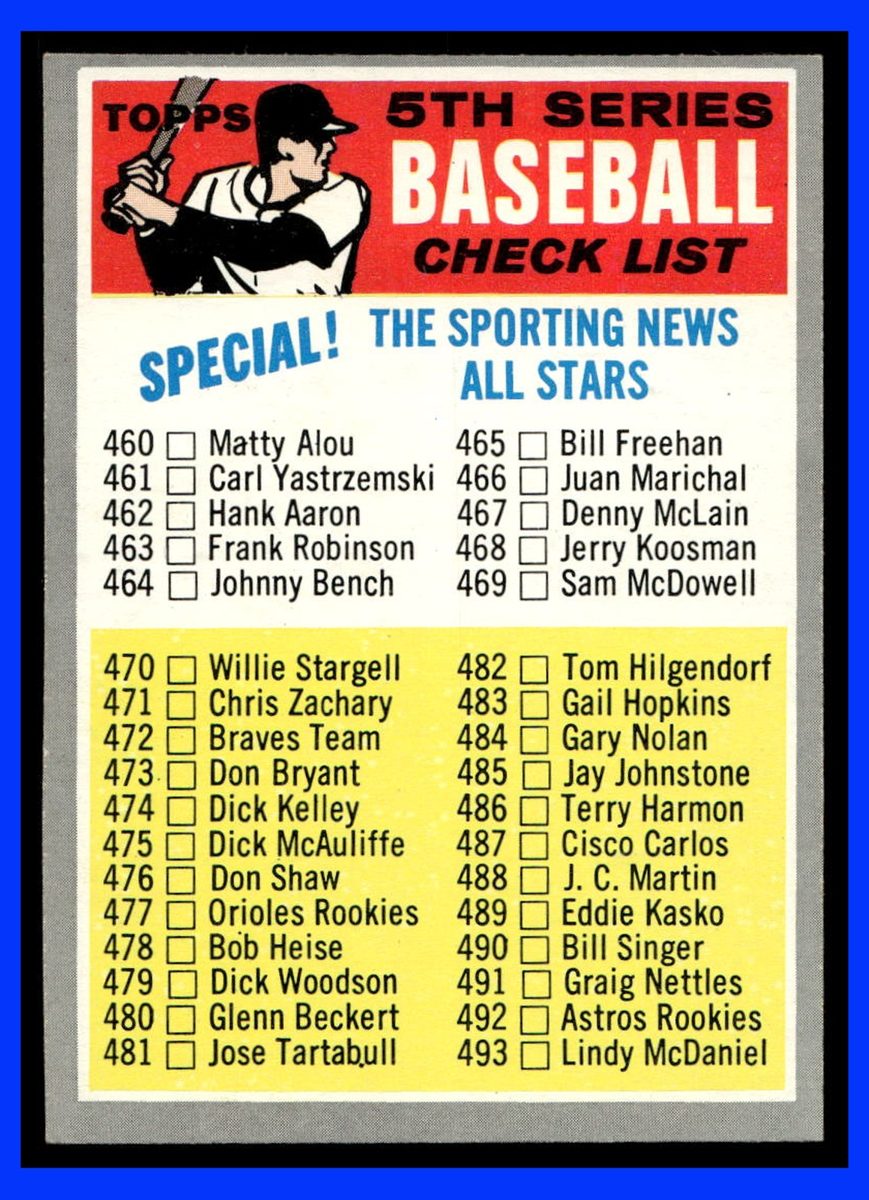 TOPPS
5TH SERIES
BASEBALL
CHECK LIST
SPECIAL! THE SPORTING NEWS
ALL STARS
460 Matty Alou
461 Carl Yastrzemski
462 Hank Aaron
463 Frank Robinson
464 Johnny Bench
465 Bill Freehan
466 Juan Marichal
467 Denny McLain
468 Jerry Koosman
469 Sam McDowell
470 Willie Stargell
471 Chris Zachary
472 Braves Team
473 Don Bryant
474 Dick Kelley
475 Dick McAuliffe
476 Don Shaw
477 Orioles Rookies
478 Bob Heise
479 Dick Woodson
480 Glenn Beckert
481 Jose Tartabull
482 Tom Hilgendorf
483 Gail Hopkins
484 Gary Nolan
485 Jay Johnstone
486 Terry Harmon
487 Cisco Carlos
488 J. C. Martin
489 Eddie Kasko
490 Bill Singer
491 Graig Nettles
492 Astros Rookies
493 Lindy McDaniel